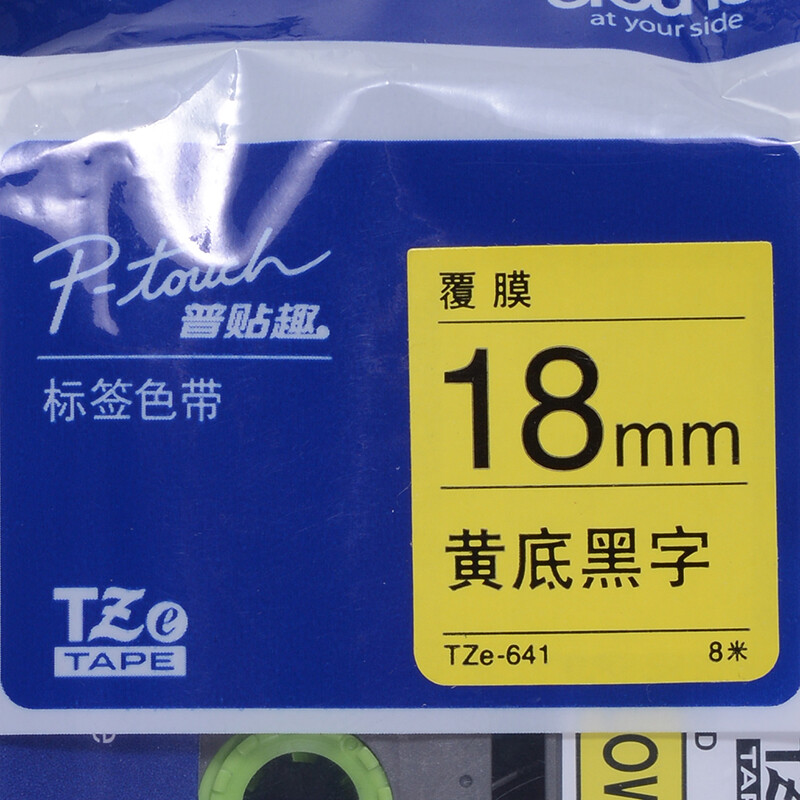 at your side
P-touch
普贴趣
标签色带
覆膜
18mm
黄底黑字
TZe-641 8米
TZe
TAPE